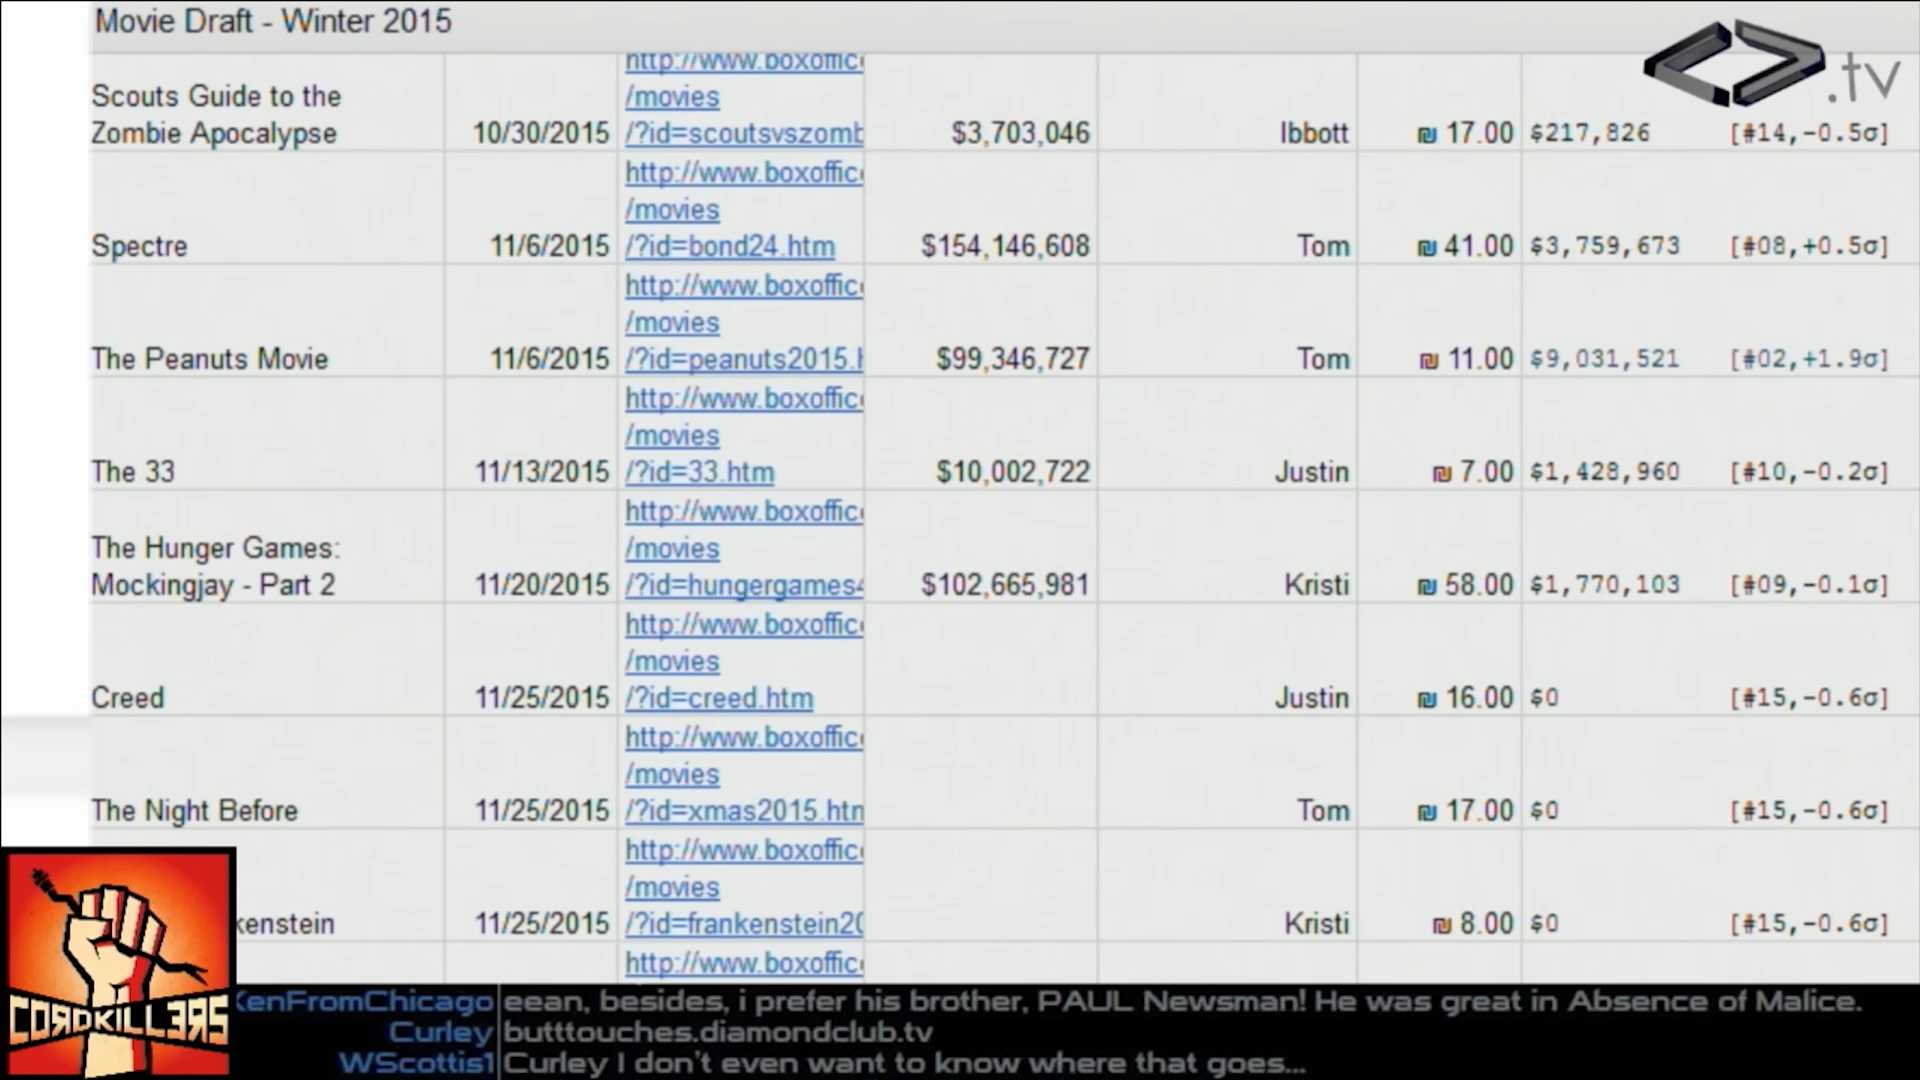 Movie Draft - Winter 2015
.tv
http://www.boxoffic
Scouts Guide to the
/movies
Zombie Apocalypse 10/30/2015 /?id=scoutsvszomb $3,703,046 Ibbott ₪ 17.00 $217,826 [#14,-0.5σ]
http://www.boxoffic
/movies
Spectre 11/6/2015 /?id=bond24.htm $154,146,608 Tom ₪ 41.00 $3,759,673 [#08,+0.5σ]
http://www.boxoffic
/movies
The Peanuts Movie 11/6/2015 /?id=peanuts2015.h $99,346,727 Tom ₪ 11.00 $9,031,521 [#02,+1.9σ]
http://www.boxoffic
/movies
The 33 11/13/2015 /?id=33.htm $10,002,722 Justin ₪ 7.00 $1,428,960 [#10,-0.2σ]
http://www.boxoffic
The Hunger Games: /movies
Mockingjay - Part 2 11/20/2015 /?id=hungergames4 $102,665,981 Kristi ₪ 58.00 $1,770,103 [#09,-0.1σ]
http://www.boxoffic
/movies
Creed 11/25/2015 /?id=creed.htm Justin ₪ 16.00 $0 [#15,-0.6σ]
http://www.boxoffic
/movies
The Night Before 11/25/2015 /?id=xmas2015.htm Tom ₪ 17.00 $0 [#15,-0.6σ]
http://www.boxoffic
/movies
kenstein 11/25/2015 /?id=frankenstein20 Kristi ₪ 8.00 $0 [#15,-0.6σ]
http://www.boxoffic
CORDKILLERS
KenFromChicago eean, besides, i prefer his brother, PAUL Newsman! He was great in Absence of Malice.
Curley butttouches.diamondclub.tv
WScottis1 Curley I don't even want to know where that goes...